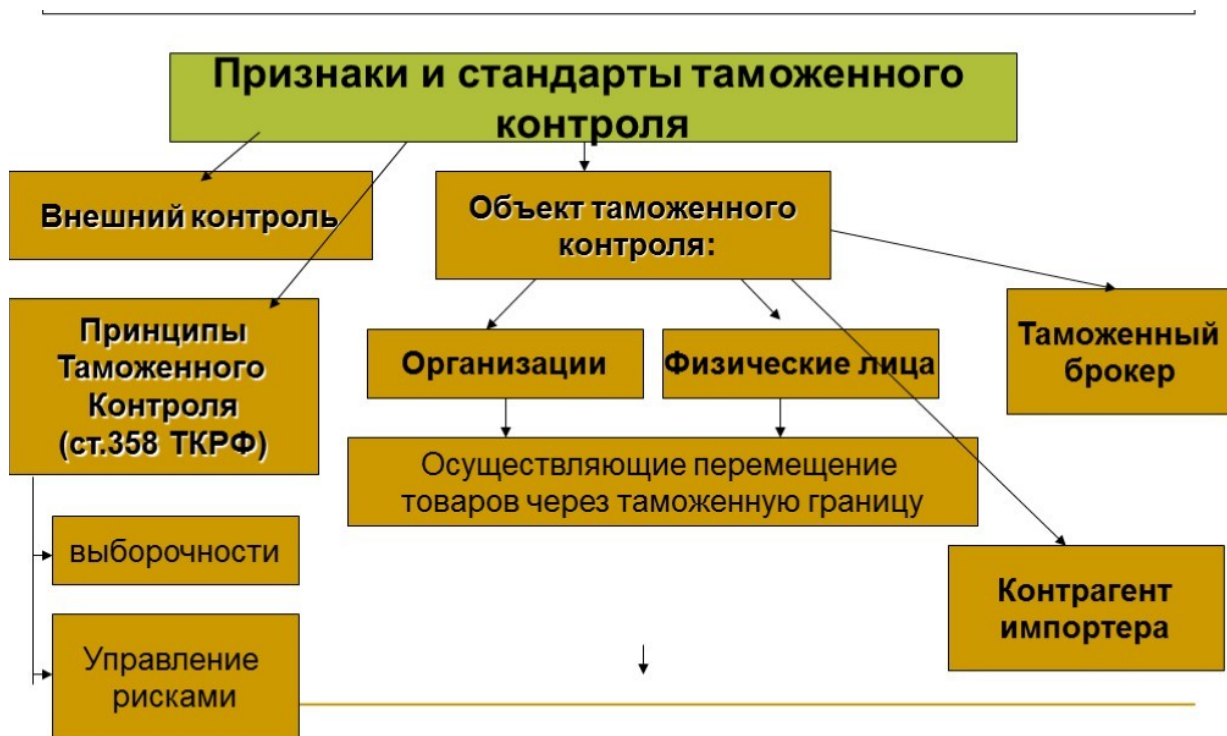 Признаки и стандарты таможенного
контроля
Внешний контроль
Объект таможенного
контроля:
Принципы
Таможенного
Контроля
(ст.358 ТКРФ)
Организации
Физические лица
Таможенный
брокер
Осуществляющие перемещение
товаров через таможенную границу
выборочности
Контрагент
импортера
Управление
рисками